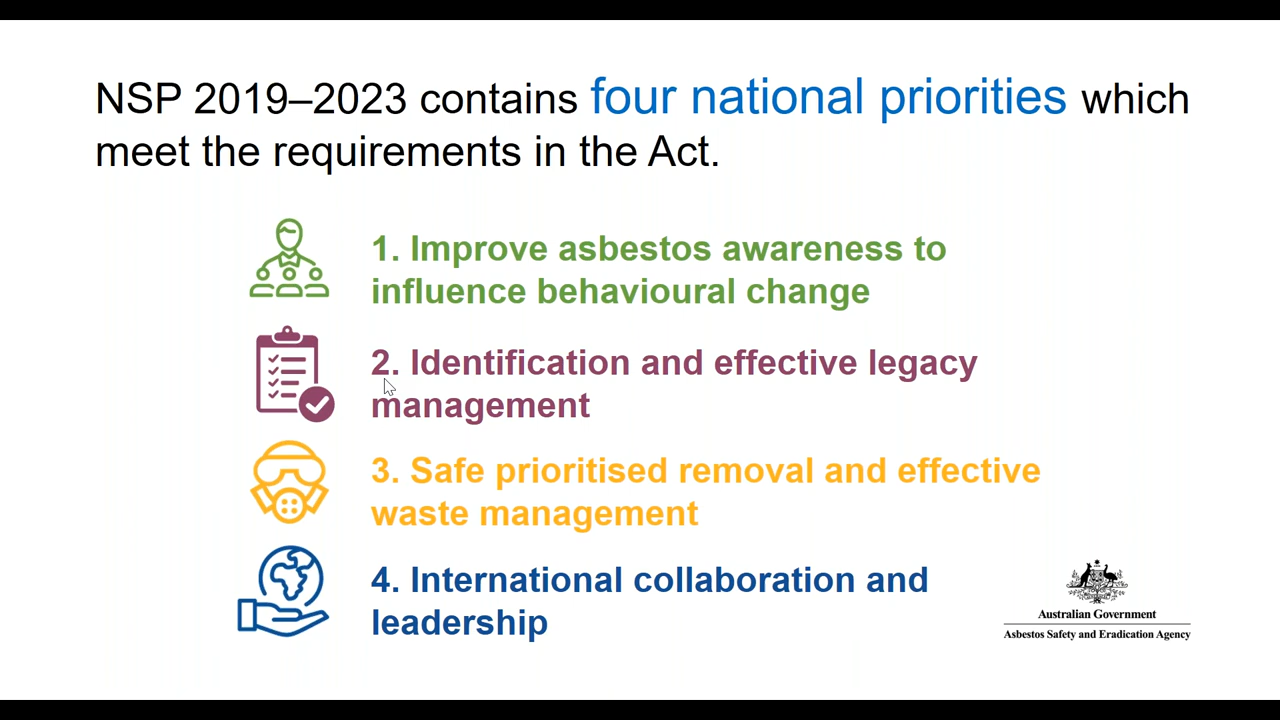 NSP 2019–2023 contains four national priorities which
meet the requirements in the Act.
1. Improve asbestos awareness to
influence behavioural change
2. Identification and effective legacy
management
3. Safe prioritised removal and effective
waste management
4. International collaboration and
leadership
Australian Government
Asbestos Safety and Eradication Agency